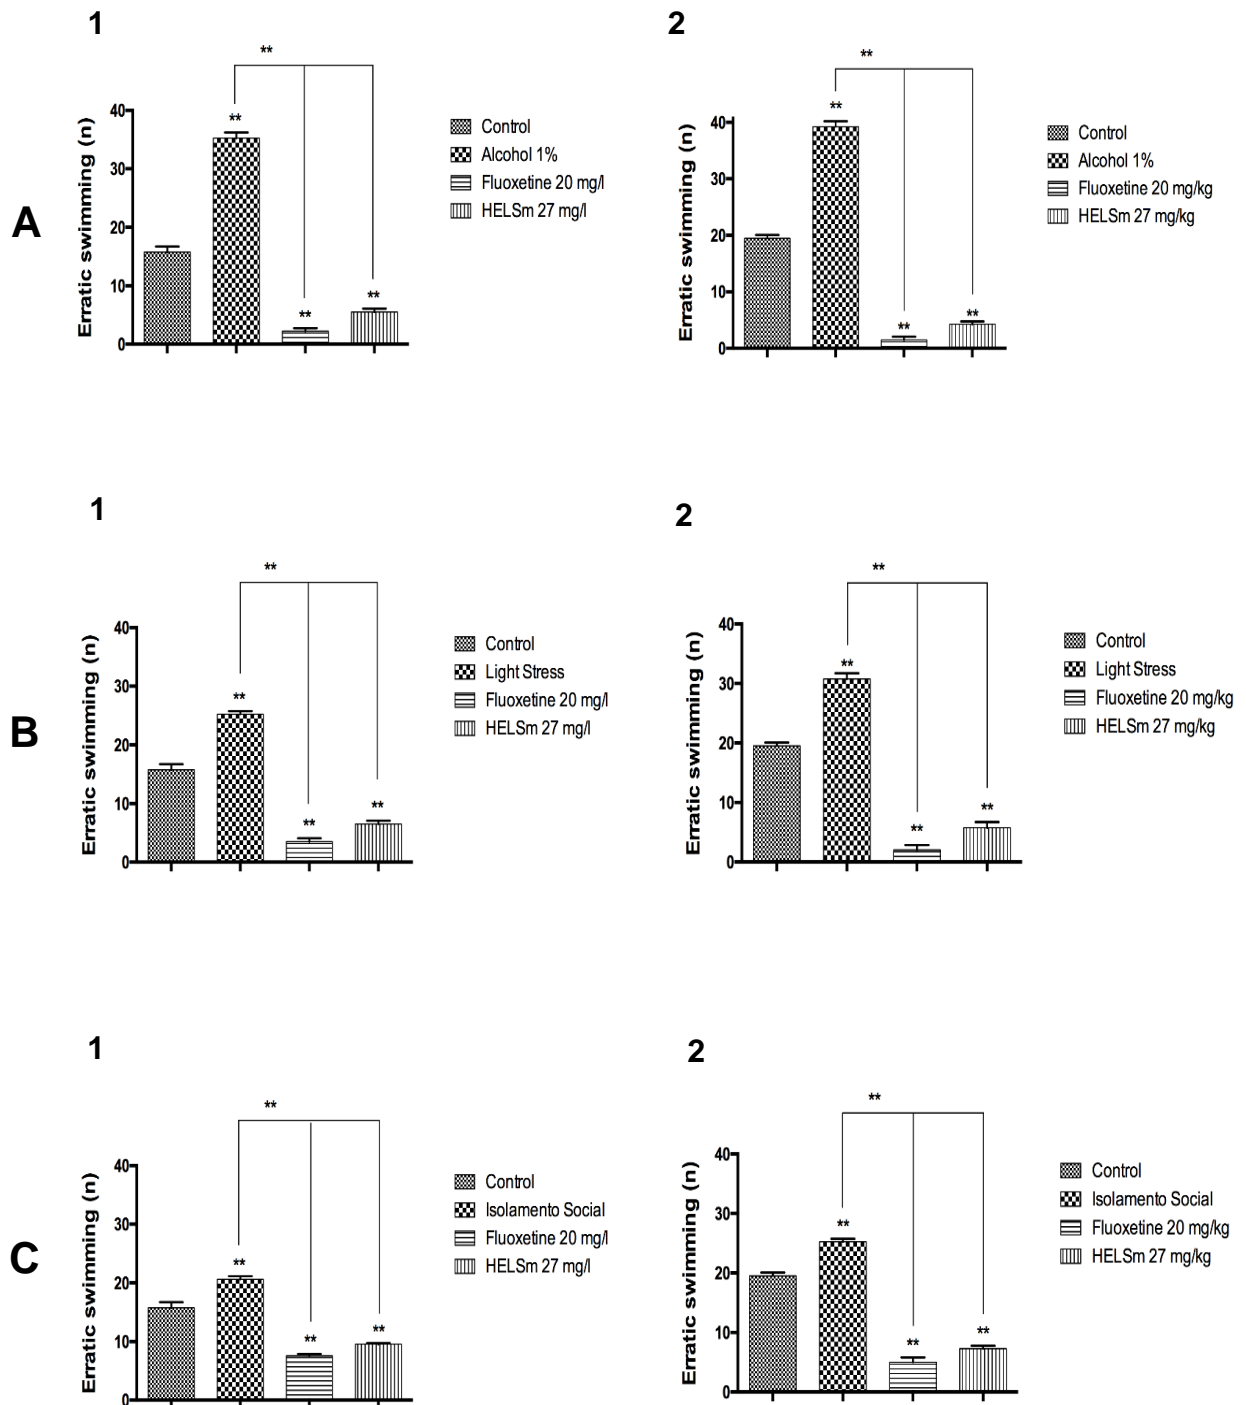 1
**
**
40
30
20
10
0
Erratic swimming (n)
**
**
Control
Alcohol 1%
Fluoxetine 20 mg/l
HELSm 27 mg/l
A
2
**
**
40
30
20
10
0
Erratic swimming (n)
**
**
Control
Alcohol 1%
Fluoxetine 20 mg/kg
HELSm 27 mg/kg
1
**
40
30
20
10
0
Erratic swimming (n)
**
**
**
Control
Light Stress
Fluoxetine 20 mg/l
HELSm 27 mg/l
B
2
**
40
30
20
10
0
Erratic swimming (n)
**
**
**
Control
Light Stress
Fluoxetine 20 mg/kg
HELSm 27 mg/kg
1
**
40
30
20
10
0
Erratic swimming (n)
**
**
**
Control
Isolamento Social
Fluoxetine 20 mg/l
HELSm 27 mg/l
C
2
**
40
30
20
10
0
Erratic swimming (n)
**
**
**
Control
Isolamento Social
Fluoxetine 20 mg/kg
HELSm 27 mg/kg